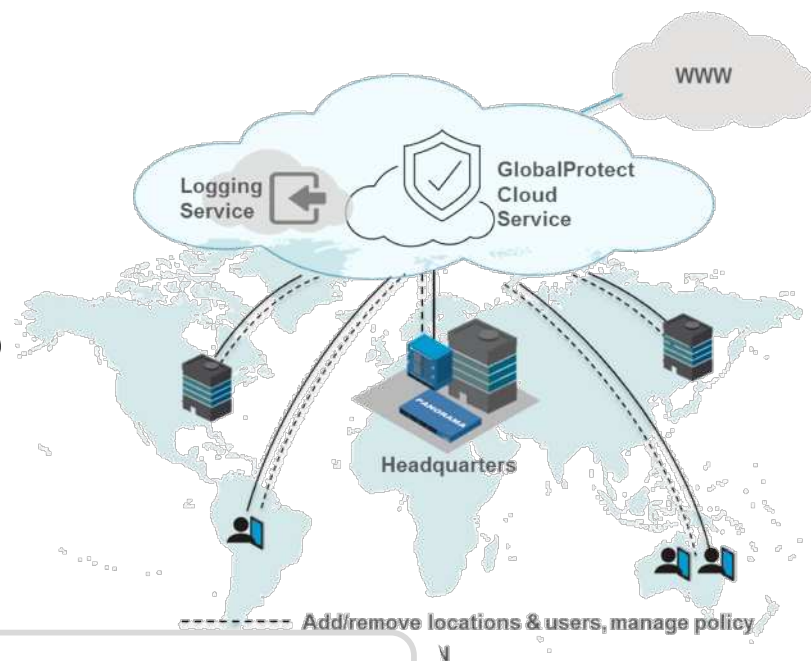 WWW
Logging
Service
GlobalProtect
Cloud
Service
PANORAMA
Headquarters
Add/remove locations & users, manage policy